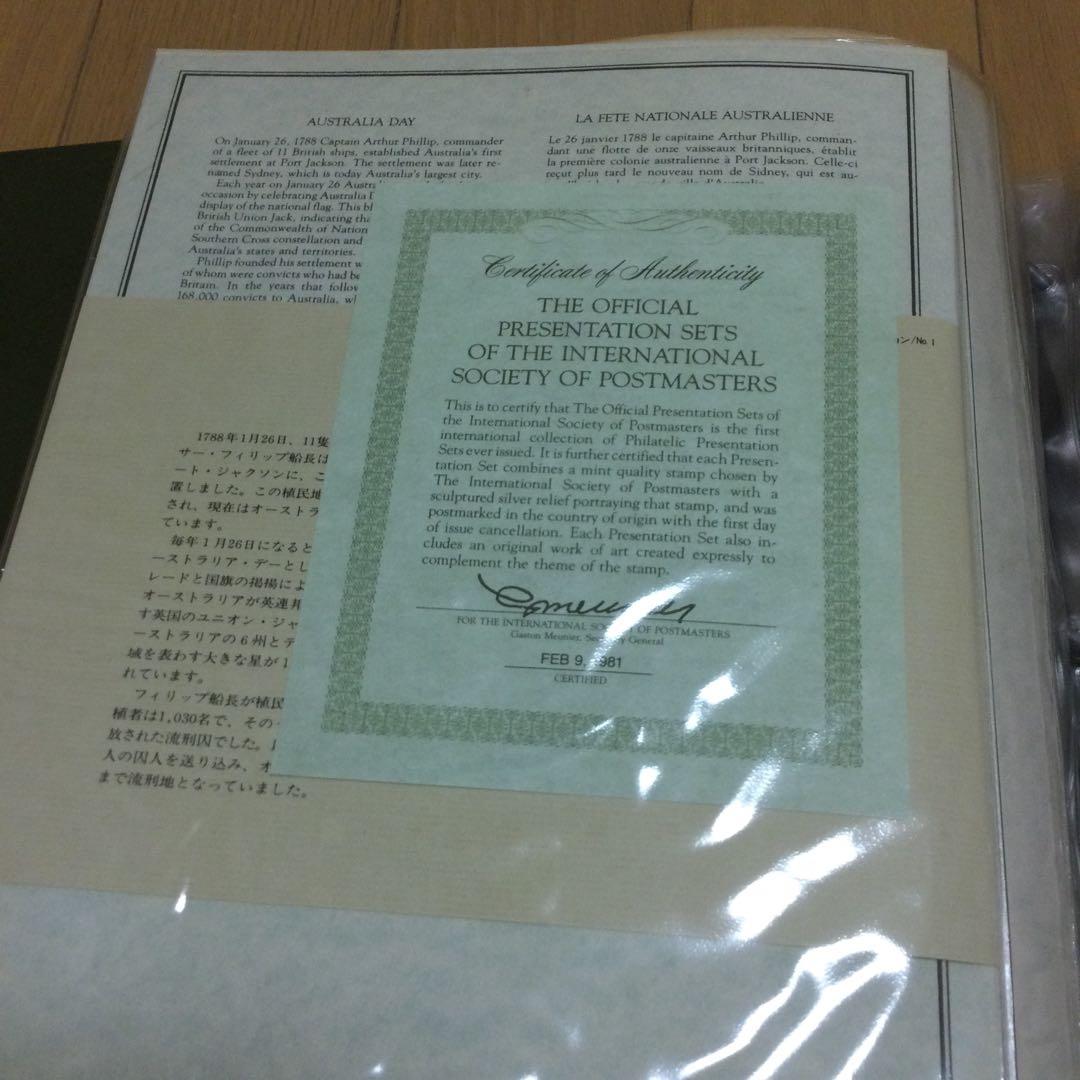 AUSTRALIA DAY
On January 26, 1788 Captain Arthur Phillip, commander
of a fleet of 11 British ships, established Australia's first
settlement at Port Jackson. The settlement was later re-
named Sydney, which is today Australia's largest city.
Each year on January 26 Austr
occasion by celebrating Australia
display of the national flag. This
British Union Jack, indicating
of the Commonwealth of Nation
Southern Cross constellation and
Australia's states and territories.
Phillip founded his settlement
of whom were convicts who had
Britain. In the years that follow
168,000 convicts to Australia,
LA FETE NATIONALE AUSTRALIENNE
Le 26 janvier 1788 le capitaine Arthur Phillip, comman-
dant une flotte de onze vaisseaux britanniques, établit
la première colonie australienne à Port Jackson. Celle-ci
reçut plus tard le nouveau nom de Sidney, qui est au-
Certificate of Authenticity
THE OFFICIAL
PRESENTATION SETS
OF THE INTERNATIONAL
SOCIETY OF POSTMASTERS
This is to certify that The Official Presentation Sets of
the International Society of Postmasters is the first
international collection of Philatelic Presentation
Sets ever issued. It is further certified that each Presen-
tation Set combines a mint quality stamp chosen by
The International Society of Postmasters with a
sculptured silver relief portraying that stamp, and was
postmarked in the country of origin with the first day
of issue cancellation. Each Presentation Set also in-
cludes an original work of art created expressly to
complement the theme of the stamp.
FOR THE INTERNATIONAL SOCIETY OF POSTMASTERS
Gaston Meunier, Secretary General
FEB 9, 1981
CERTIFIED
ン/No.1
1788年1月26日、11隻
サー・フィリップ船長は
ート・ジャクソンに、こ
置しました。この植民地
され、現在はオーストラ
ています。
毎年1月26日になると
ーストラリア・デーとし
レードと国旗の掲揚によ
オーストラリアが英連邦
す英国のユニオン・ジャ
ーストラリアの6州とテ
域を表わす大きな星が1
れています。
フィリップ船長が植民
植者は1,030名で、その
放された流刑囚でした。
人の囚人を送り込み、オ
まで流刑地となっていました。